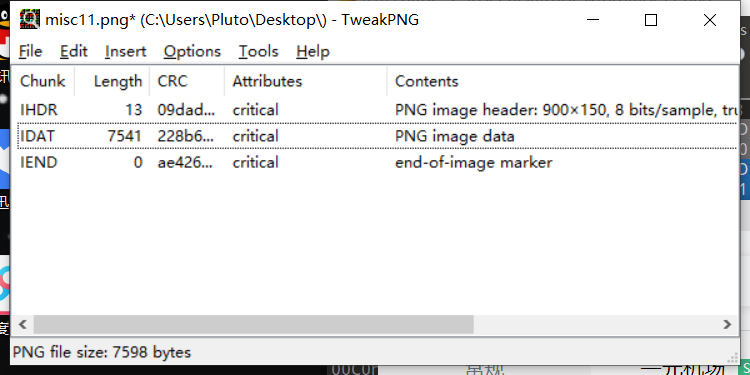 misc11.png* (C:\Users\Pluto\Desktop\) - TweakPNG
File Edit Insert Options Tools Help
Chunk Length CRC Attributes Contents
IHDR 13 09dad... critical PNG image header: 900×150, 8 bits/sample, tru
IDAT 7541 228b6... critical PNG image data
IEND 0 ae426... critical end-of-image marker
PNG file size: 7598 bytes